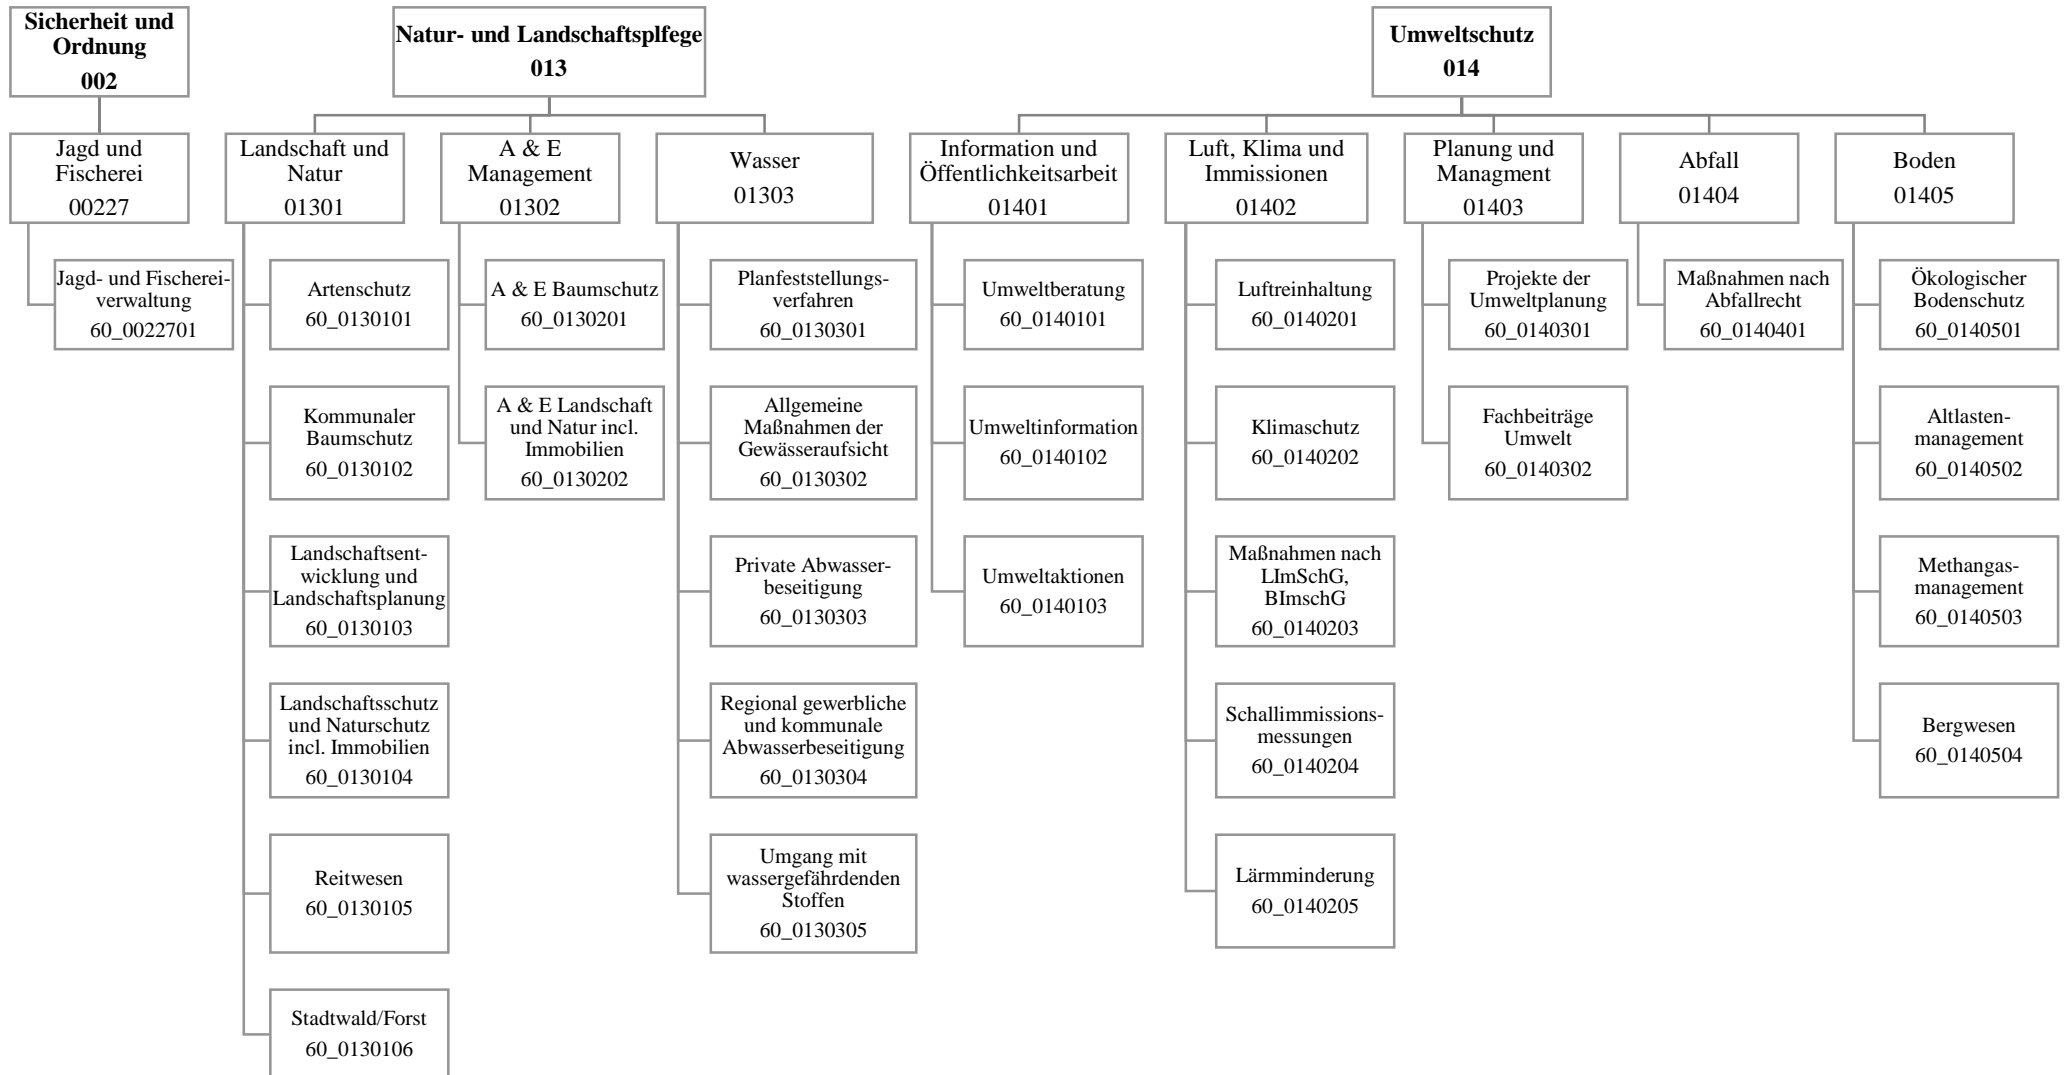 Sicherheit und
Ordnung
002
Jagd und
Fischerei
00227
Jagd- und Fischerei-
verwaltung
60_0022701
Natur- und Landschaftsplfege
013
Landschaft und
Natur
01301
Artenschutz
60_0130101
Kommunaler
Baumschutz
60_0130102
Landschaftsent-
wicklung und
Landschaftsplanung
60_0130103
Landschaftsschutz
und Naturschutz
incl. Immobilien
60_0130104
Reitwesen
60_0130105
Stadtwald/Forst
60_0130106
A & E
Management
01302
A & E Baumschutz
60_0130201
A & E Landschaft
und Natur incl.
Immobilien
60_0130202
Wasser
01303
Planfeststellungs-
verfahren
60_0130301
Allgemeine
Maßnahmen der
Gewässeraufsicht
60_0130302
Private Abwasser-
beseitigung
60_0130303
Regional gewerbliche
und kommunale
Abwasserbeseitigung
60_0130304
Umgang mit
wassergefährdenden
Stoffen
60_0130305
Umweltschutz
014
Information und
Öffentlichkeitsarbeit
01401
Umweltberatung
60_0140101
Umweltinformation
60_0140102
Umweltaktionen
60_0140103
Luft, Klima und
Immissionen
01402
Luftreinhaltung
60_0140201
Klimaschutz
60_0140202
Maßnahmen nach
LImSchG,
BImschG
60_0140203
Schallimmissions-
messungen
60_0140204
Lärmminderung
60_0140205
Planung und
Managment
01403
Projekte der
Umweltplanung
60_0140301
Fachbeiträge
Umwelt
60_0140302
Abfall
01404
Maßnahmen nach
Abfallrecht
60_0140401
Boden
01405
Ökologischer
Bodenschutz
60_0140501
Altlasten-
management
60_0140502
Methangas-
management
60_0140503
Bergwesen
60_0140504